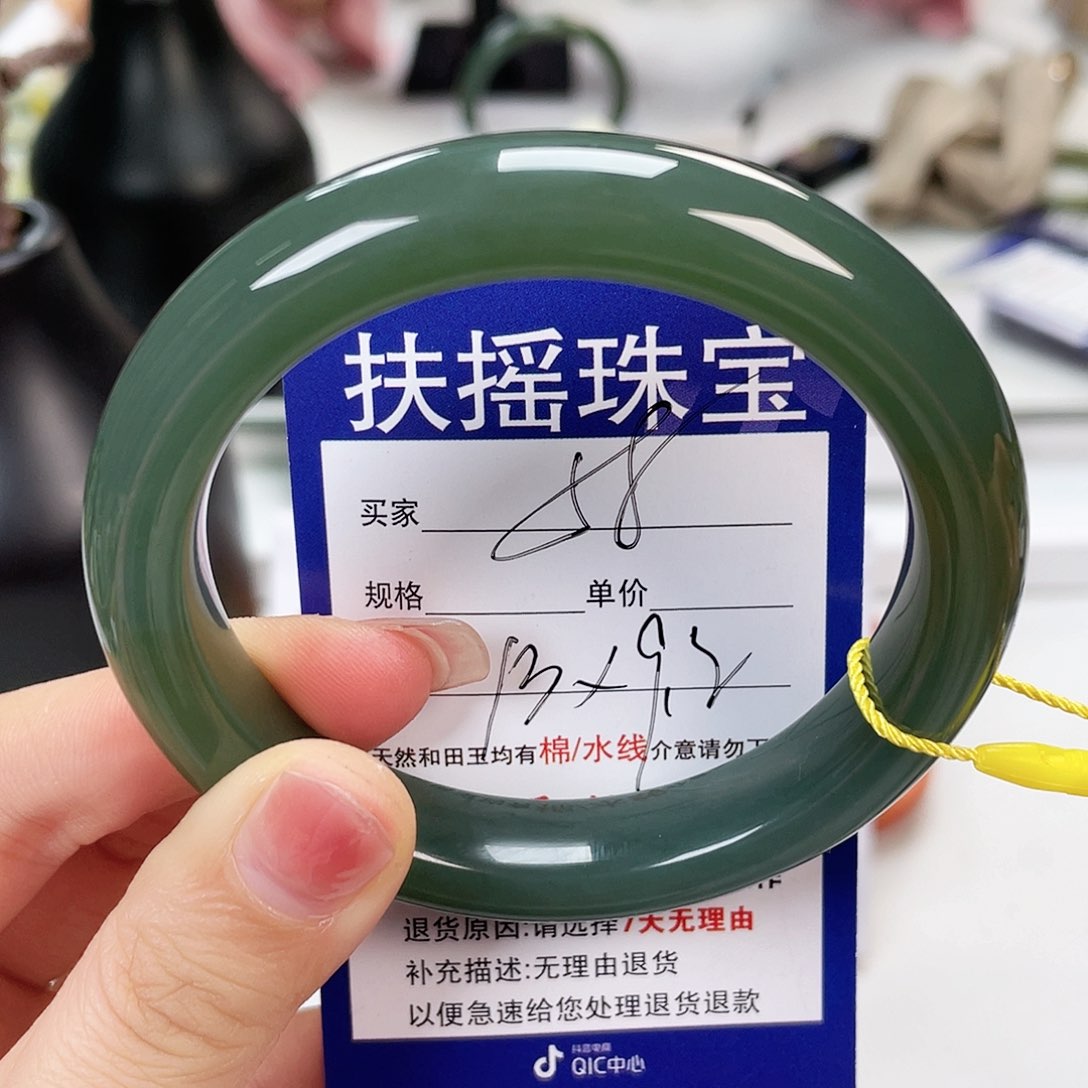 扶摇珠宝
买家 58
规格 单价
13×9.2
天然和田玉均有棉/水线介意请勿下
退货原因:请选择7天无理由
补充描述:无理由退货
以便急速给您处理退货退款
抖音电商
QIC中心